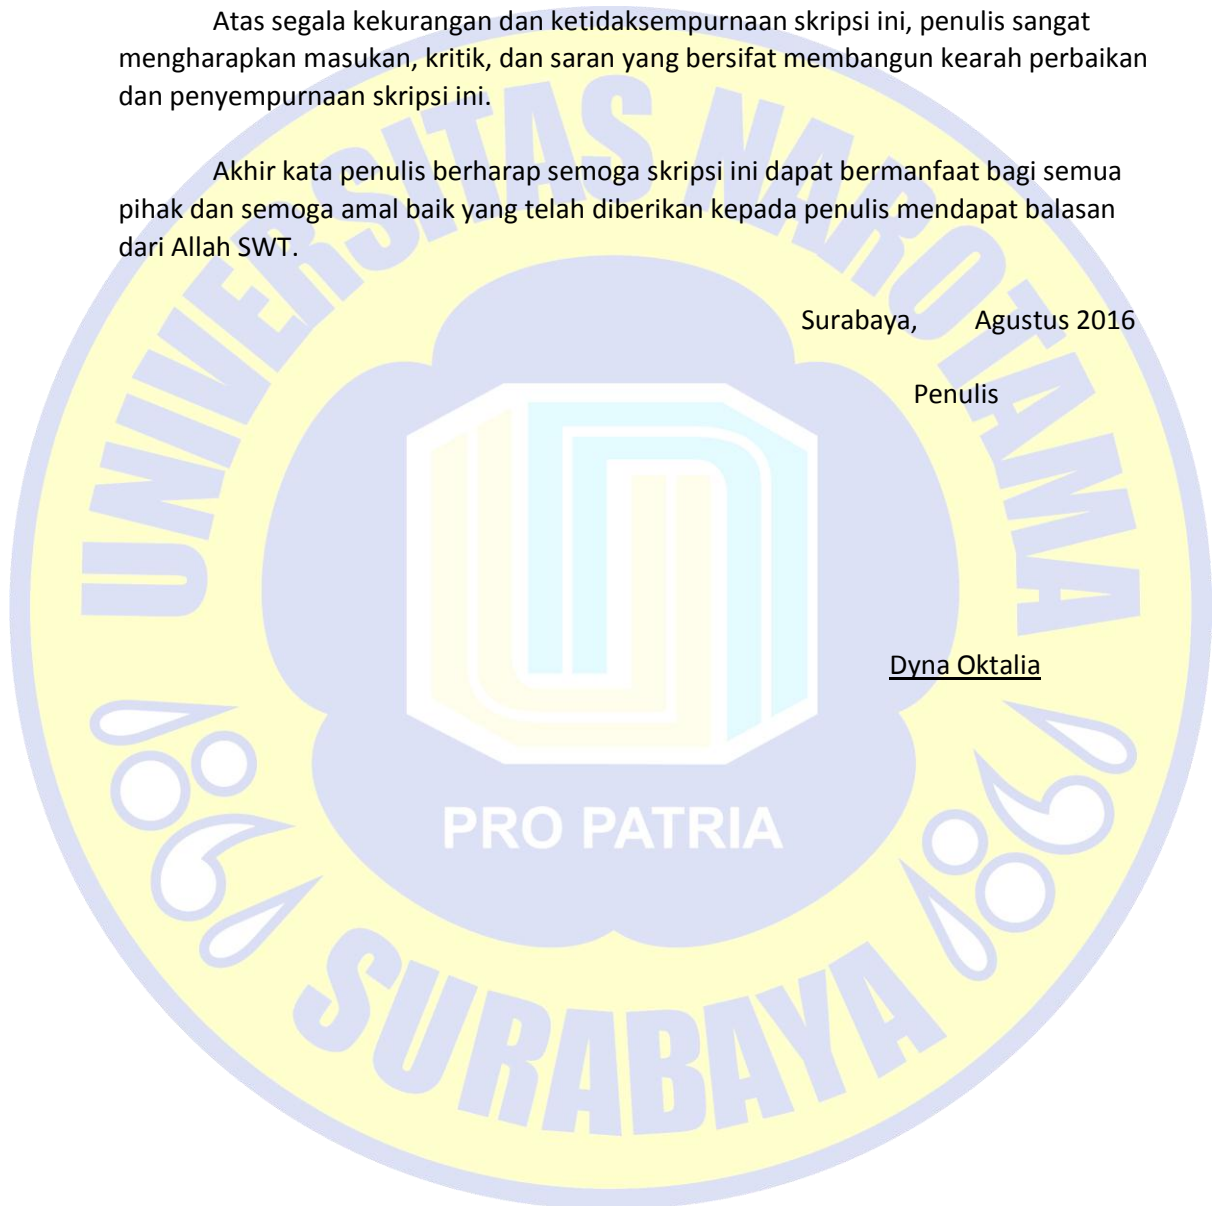 Atas segala kekurangan dan ketidaksempurnaan skripsi ini, penulis sangat
mengharapkan masukan, kritik, dan saran yang bersifat membangun kearah perbaikan
dan penyempurnaan skripsi ini.
Akhir kata penulis berharap semoga skripsi ini dapat bermanfaat bagi semua
pihak dan semoga amal baik yang telah diberikan kepada penulis mendapat balasan
dari Allah SWT.
Surabaya, Agustus 2016
Penulis
Dyna Oktalia
UNIVERSITAS NAROTAMA
PRO PATRIA
SURABAYA